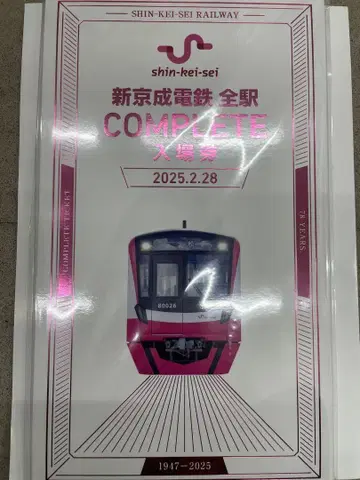 SHIN-KEI-SEI RAILWAY
shin-kei-sei
新京成電鉄 全駅
COMPLETE
入場券
2025.2.28
COMPLETE TICKET
78 YEARS
80026
1947-2025